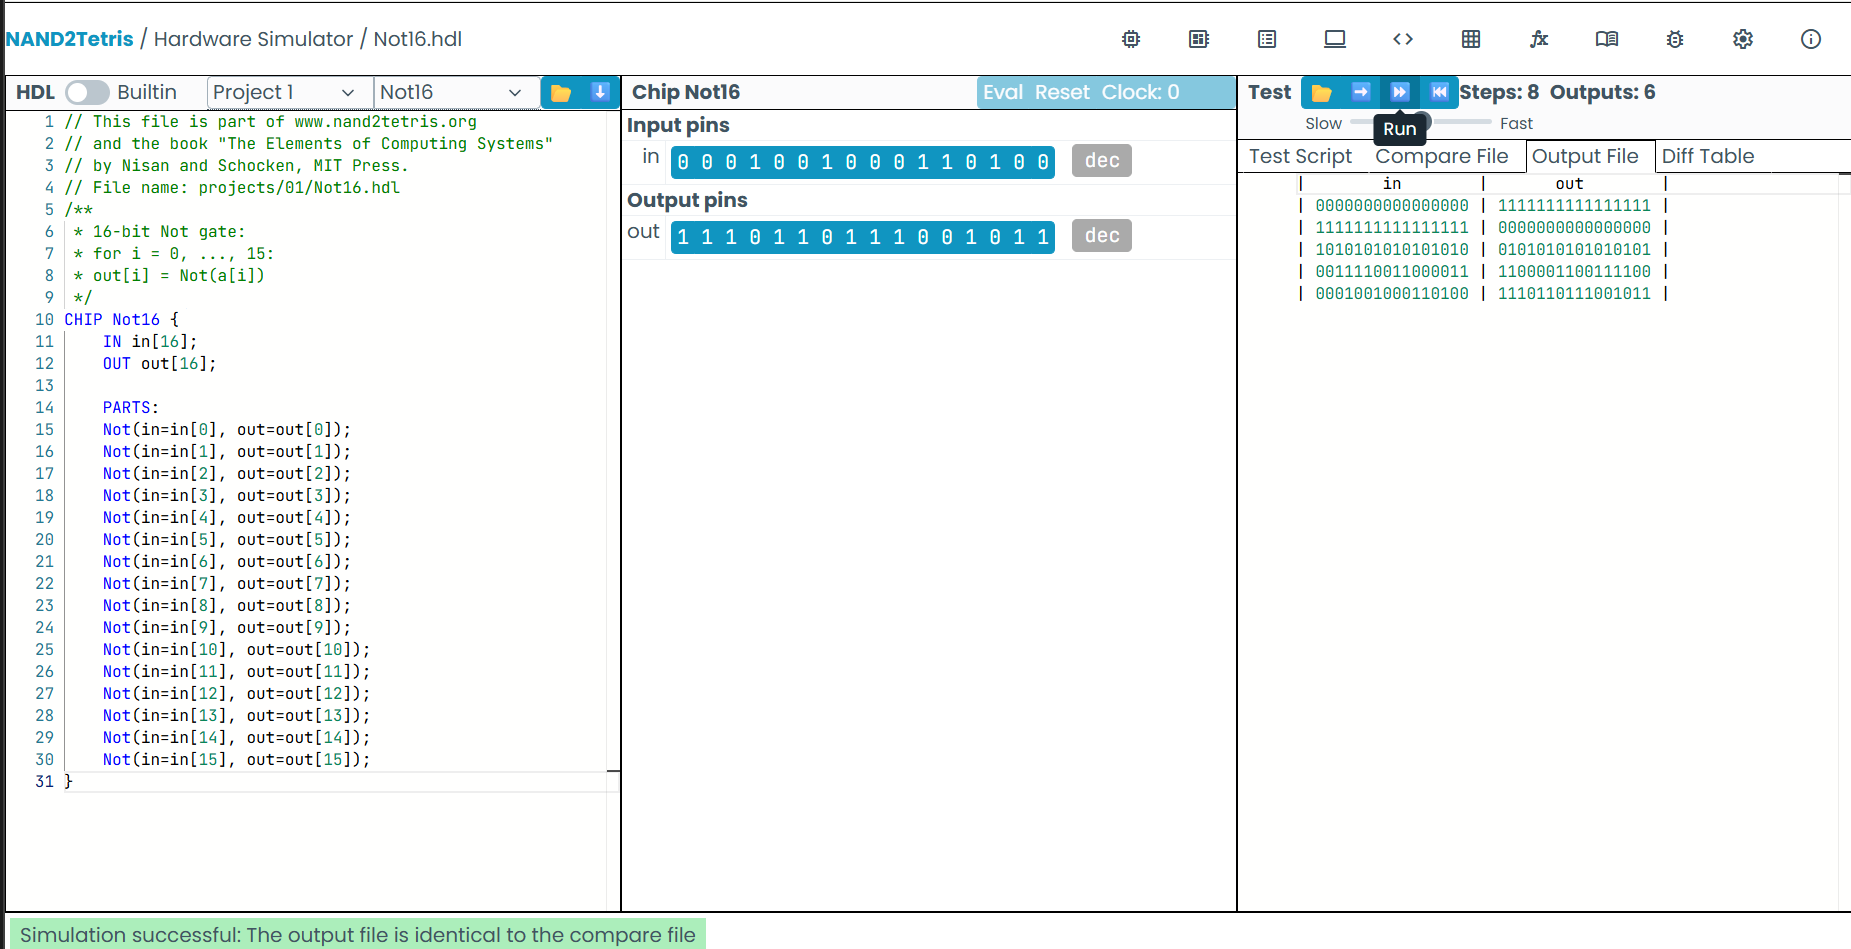 NAND2Tetris / Hardware Simulator / Not16.hdl
HDL Builtin Project 1 Not16
1 // This file is part of www.nand2tetris.org
2 // and the book "The Elements of Computing Systems"
3 // by Nisan and Schocken, MIT Press.
4 // File name: projects/01/Not16.hdl
5 /**
6 * 16-bit Not gate:
7 * for i = 0, ..., 15:
8 * out[i] = Not(a[i])
9 */
10 CHIP Not16 {
11 IN in[16];
12 OUT out[16];
13
14 PARTS:
15 Not(in=in[0], out=out[0]);
16 Not(in=in[1], out=out[1]);
17 Not(in=in[2], out=out[2]);
18 Not(in=in[3], out=out[3]);
19 Not(in=in[4], out=out[4]);
20 Not(in=in[5], out=out[5]);
21 Not(in=in[6], out=out[6]);
22 Not(in=in[7], out=out[7]);
23 Not(in=in[8], out=out[8]);
24 Not(in=in[9], out=out[9]);
25 Not(in=in[10], out=out[10]);
26 Not(in=in[11], out=out[11]);
27 Not(in=in[12], out=out[12]);
28 Not(in=in[13], out=out[13]);
29 Not(in=in[14], out=out[14]);
30 Not(in=in[15], out=out[15]);
31 }
Chip Not16 Eval Reset Clock: 0
Input pins
in 0 0 0 1 0 0 1 0 0 0 1 1 0 1 0 0 dec
Output pins
out 1 1 1 0 1 1 0 1 1 1 0 0 1 0 1 1 dec
Test Steps: 8 Outputs: 6
Slow Fast
Run
Test Script Compare File Output File Diff Table
| in | out |
| 0000000000000000 | 1111111111111111 |
| 1111111111111111 | 0000000000000000 |
| 1010101010101010 | 0101010101010101 |
| 0011110011000011 | 1100001100111100 |
| 0001001000110100 | 1110110111001011 |
Simulation successful: The output file is identical to the compare file